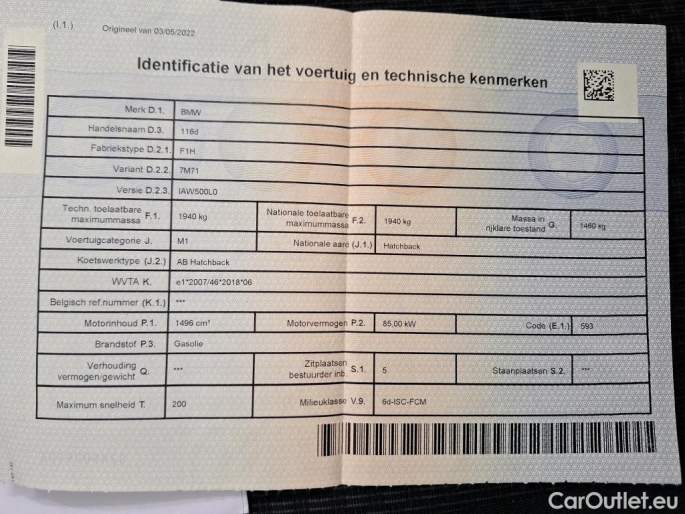 (I.1.)
Origineel van 03/05/2022
Identificatie van het voertuig en technische kenmerken
Merk D.1. BMW
Handelsnaam D.3. 116d
Fabriekstype D.2.1. F1H
Variant D.2.2. 7M71
Versie D.2.3. IAW500L0
Techn. toelaatbare maximummassa F.1. 1940 kg Nationale toelaatbare maximummassa F.2. 1940 kg Massa in rijklare toestand G. 1460 kg
Voertuigcategorie J. M1 Nationale aard (J.1.) Hatchback
Koetswerktype (J.2.) AB Hatchback
WVTA K. e1*2007/46*2018*06
Belgisch ref.nummer (K.1.) ***
Motorinhoud P.1. 1496 cm³ Motorvermogen P.2. 85,00 kW Code (E.1.) 593
Brandstof P.3. Gasolie
Verhouding vermogen/gewicht Q. *** Zitplaatsen bestuurder inb. S.1. 5 Staanplaatsen S.2. ***
Maximum snelheid T. 200 Milieuklasse V.9. 6d-ISC-FCM
CarOutlet.eu